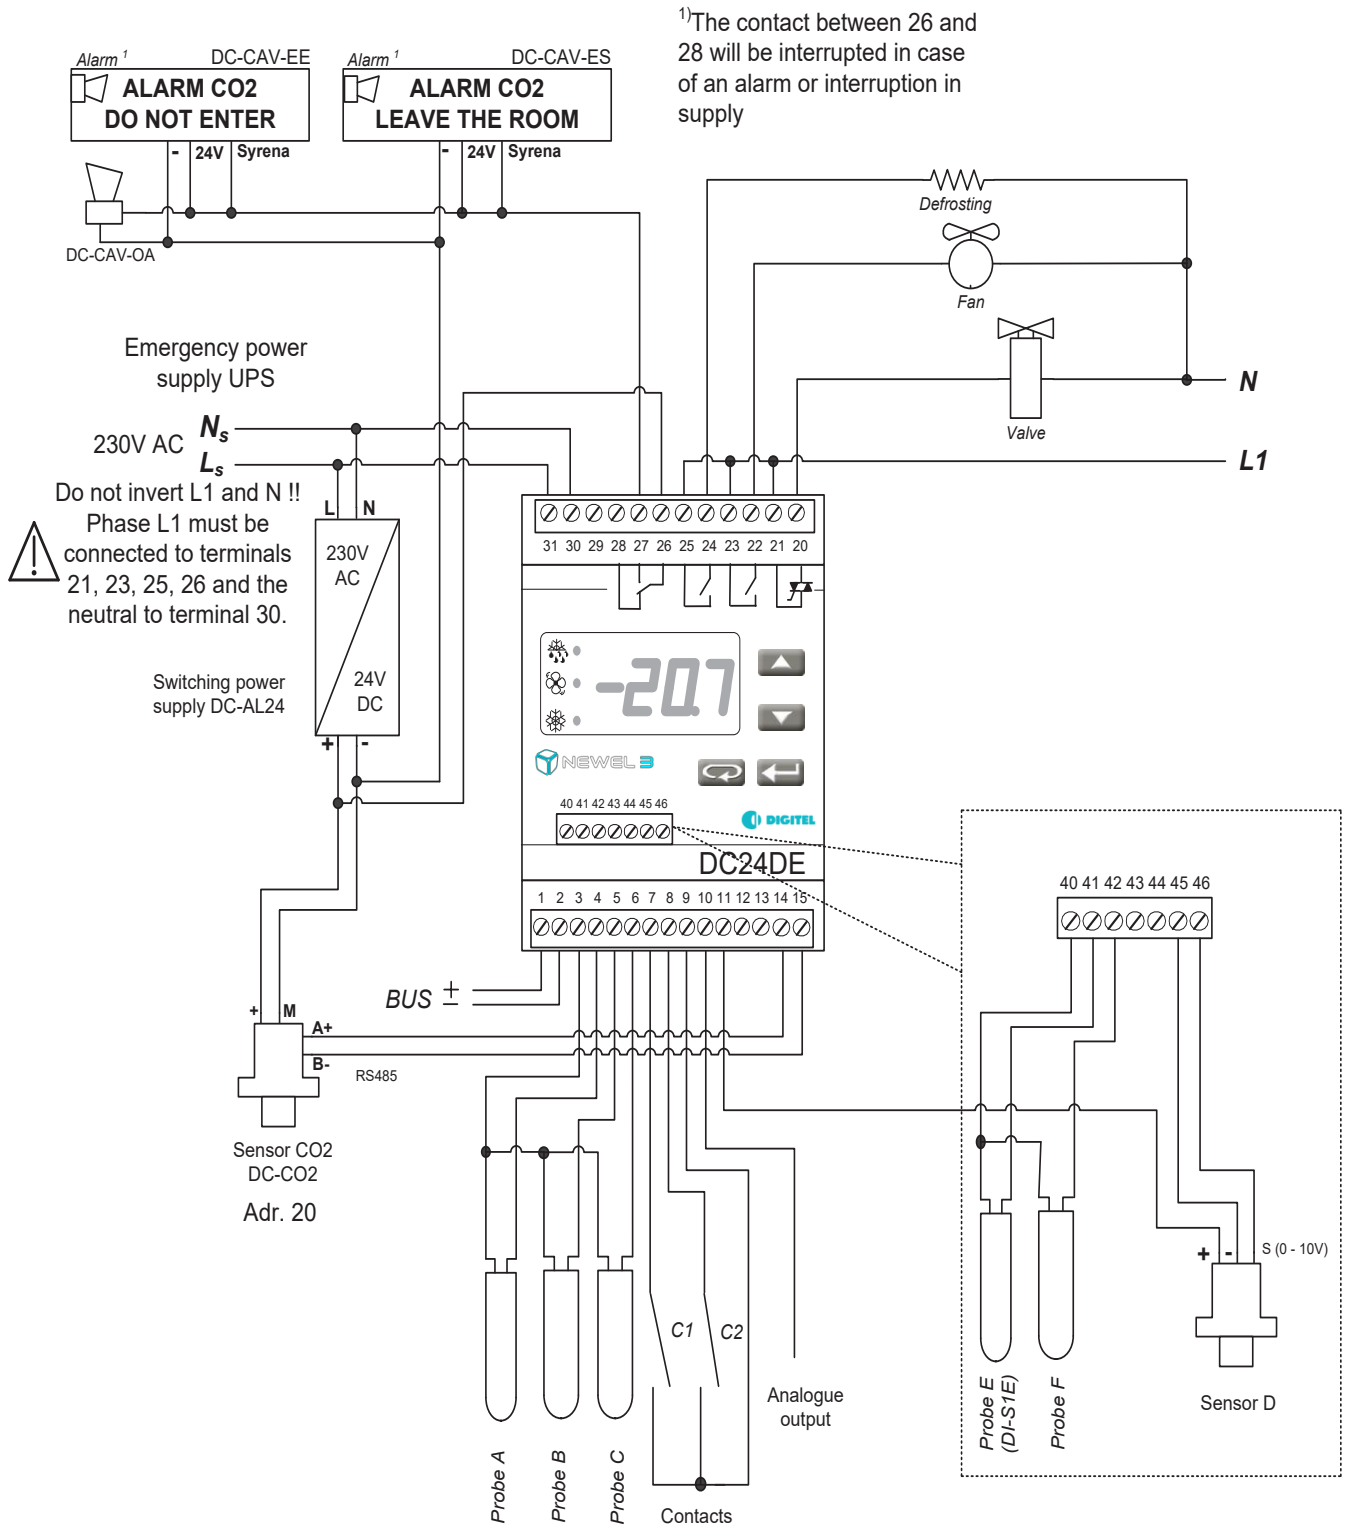 1)The contact between 26 and
28 will be interrupted in case
of an alarm or interruption in
supply
Alarm 1 DC-CAV-EE
ALARM CO2
DO NOT ENTER
- 24V Syrena
Alarm 1 DC-CAV-ES
ALARM CO2
LEAVE THE ROOM
- 24V Syrena
DC-CAV-OA
Defrosting
Fan
Valve
N
L1
Emergency power
supply UPS
230V AC
Ns
Ls
Do not invert L1 and N !!
Phase L1 must be
connected to terminals
21, 23, 25, 26 and the
neutral to terminal 30.
L N
230V
AC
24V
DC
+ -
Switching power
supply DC-AL24
31 30 29 28 27 26 25 24 23 22 21 20
-20.7
NEWEL 3
40 41 42 43 44 45 46
DIGITEL
DC24DE
1 2 3 4 5 6 7 8 9 10 11 12 13 14 15
BUS + -
+ M
A+
B-
RS485
Sensor CO2
DC-CO2
Adr. 20
Probe A
Probe B
Probe C
C1
C2
Contacts
Analogue
output
40 41 42 43 44 45 46
+ - S (0 - 10V)
Probe E
(DI-S1E)
Probe F
Sensor D